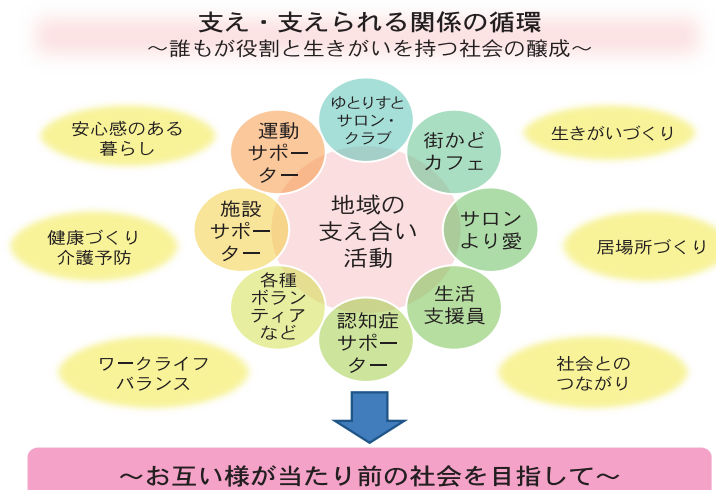 支え・支えられる関係の循環
～誰もが役割と生きがいを持つ社会の醸成～
ゆとりすと
サロン・
クラブ
街かど
カフェ
サロン
より愛
生活
支援員
認知症
サポー
ター
各種
ボラン
ティア
など
施設
サポー
ター
運動
サポー
ター
地域の
支え合い
活動
安心感のある
暮らし
健康づくり
介護予防
ワークライフ
バランス
生きがいづくり
居場所づくり
社会との
つながり
～お互い様が当たり前の社会を目指して～